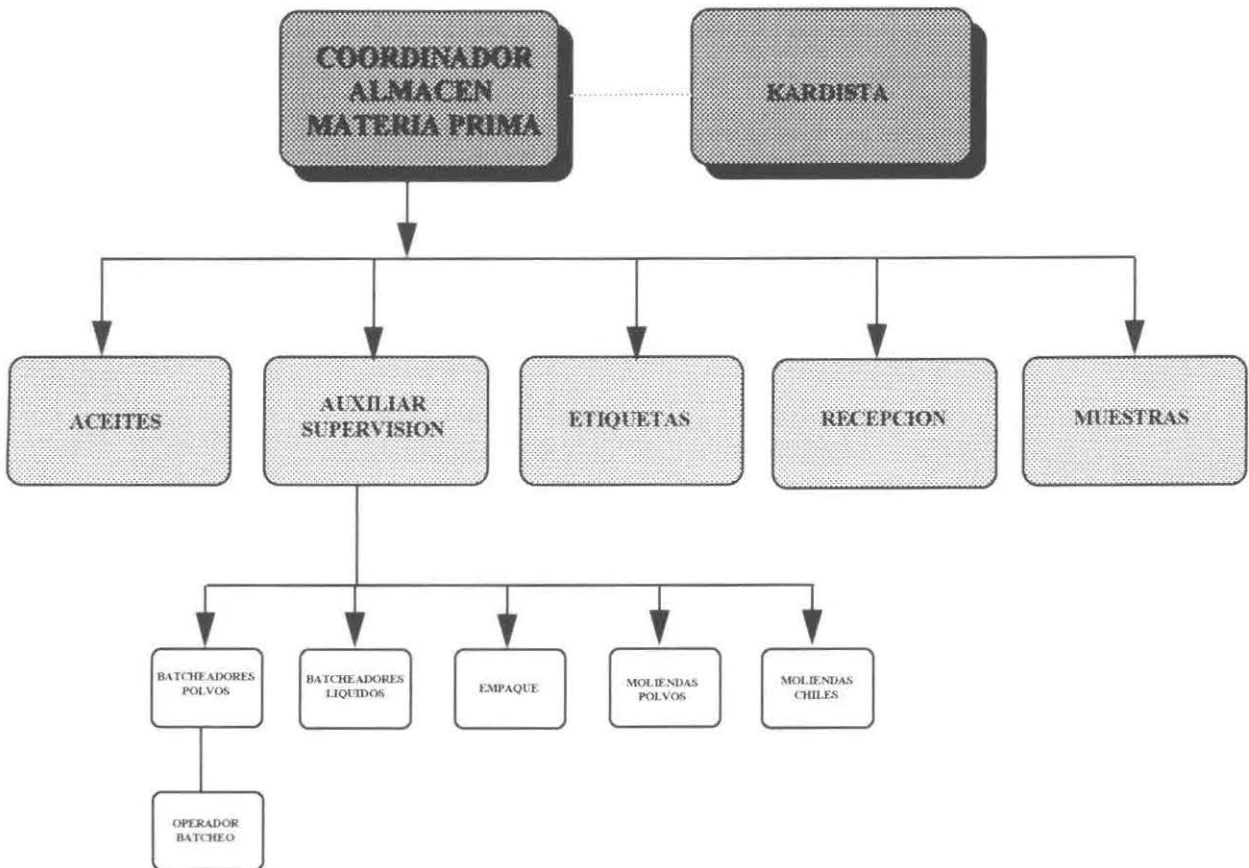 COORDINADOR
ALMACEN
MATERIA PRIMA
KARDISTA
ACEITES
AUXILIAR
SUPERVISION
ETIQUETAS
RECEPCION
MUESTRAS
BATCHEADORES
POLVOS
BATCHEADORES
LIQUIDOS
EMPAQUE
MOLIENDAS
POLVOS
MOLIENDAS
CHILES
OPERADOR
BATCHEO